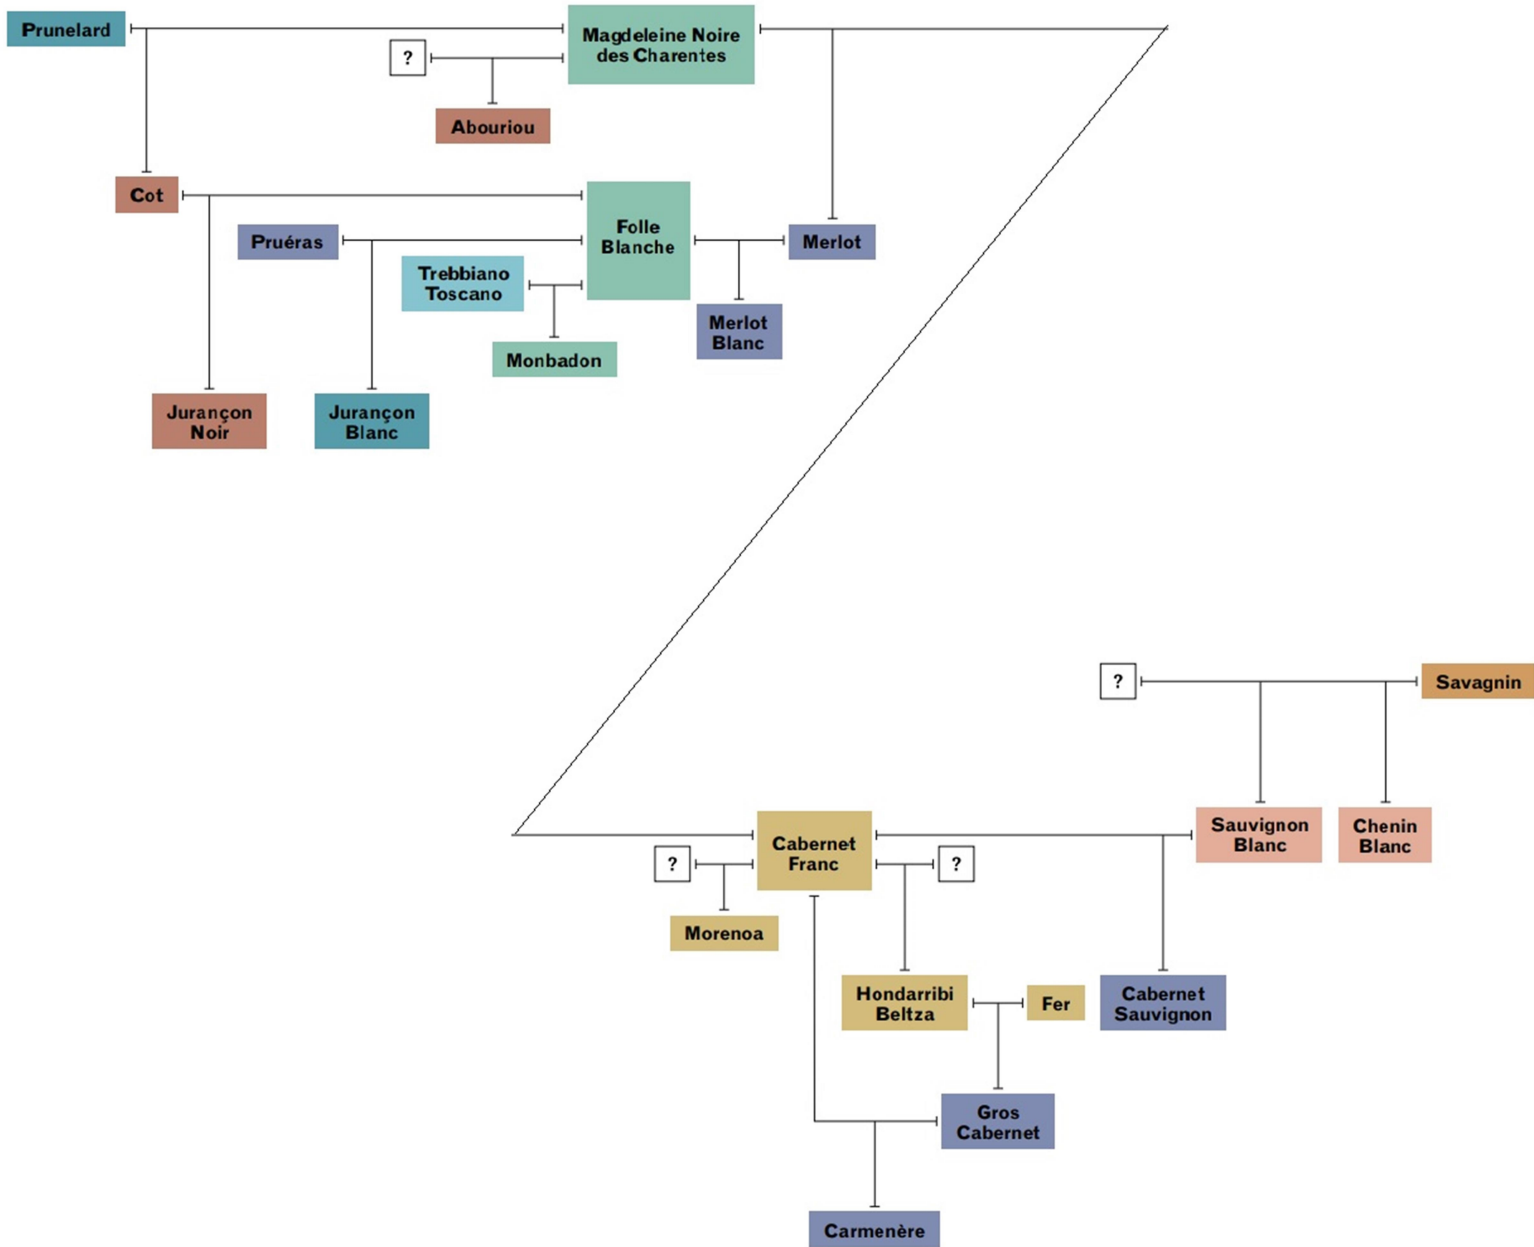 Prunelard
Magdeleine Noire
des Charentes
?
Abouriou
Cot
Folle
Blanche
Pruéras
Merlot
Trebbiano
Toscano
Merlot
Blanc
Monbadon
Jurançon
Noir
Jurançon
Blanc
?
Savagnin
Sauvignon
Blanc
Chenin
Blanc
Cabernet
Franc
?
?
Morenoa
Hondarribi
Beltza
Fer
Cabernet
Sauvignon
Gros
Cabernet
Carmenère